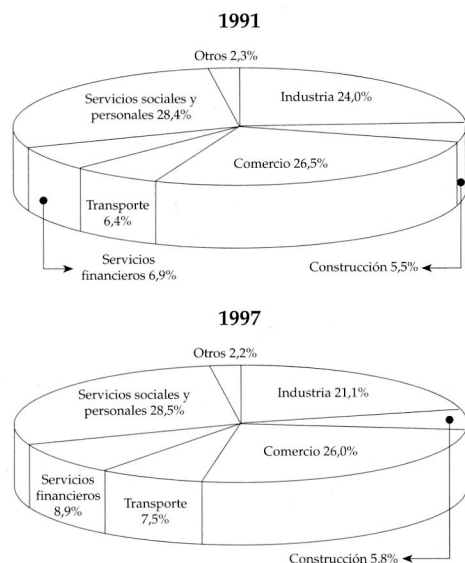 1991
Otros 2,3%
Servicios sociales y
personales 28,4%
Industria 24,0%
Comercio 26,5%
Transporte
6,4%
Servicios
financieros 6,9%
Construcción 5,5%
1997
Otros 2,2%
Servicios sociales y
personales 28,5%
Industria 21,1%
Comercio 26,0%
Servicios
financieros
8,9%
Transporte
7,5%
Construcción 5,8%